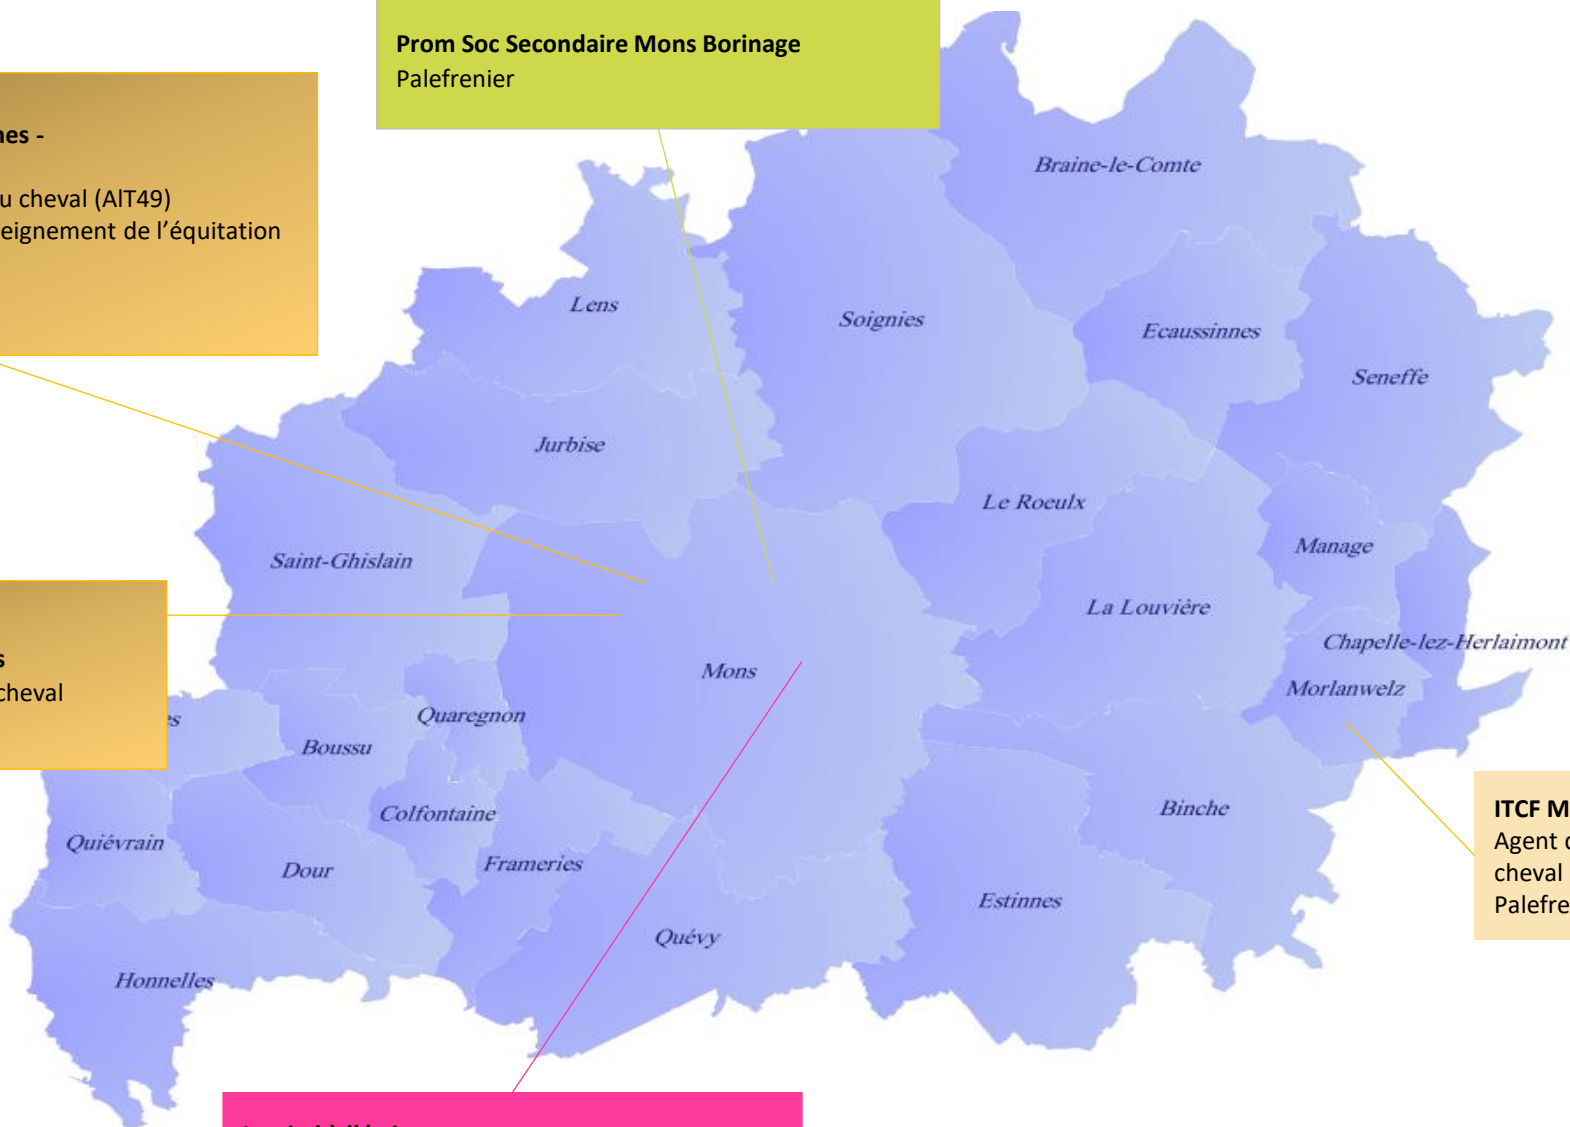 Prom Soc Secondaire Mons Borinage
Palefrenier
nes -
u cheval (AIT49)
eignement de l'équitation
Braine-le-Comte
Lens
Soignies
Ecaussinnes
Seneffe
Jurbise
Le Roeulx
Saint-Ghislain
Manage
La Louvière
Chapelle-lez-Herlaimont
s
cheval
Mons
Morlanwelz
es
Quaregnon
Boussu
Colfontaine
Binche
ITCF M
Agent d
cheval
Palefre
Quiévrain
Dour
Frameries
Estinnes
Quévy
Honnelles